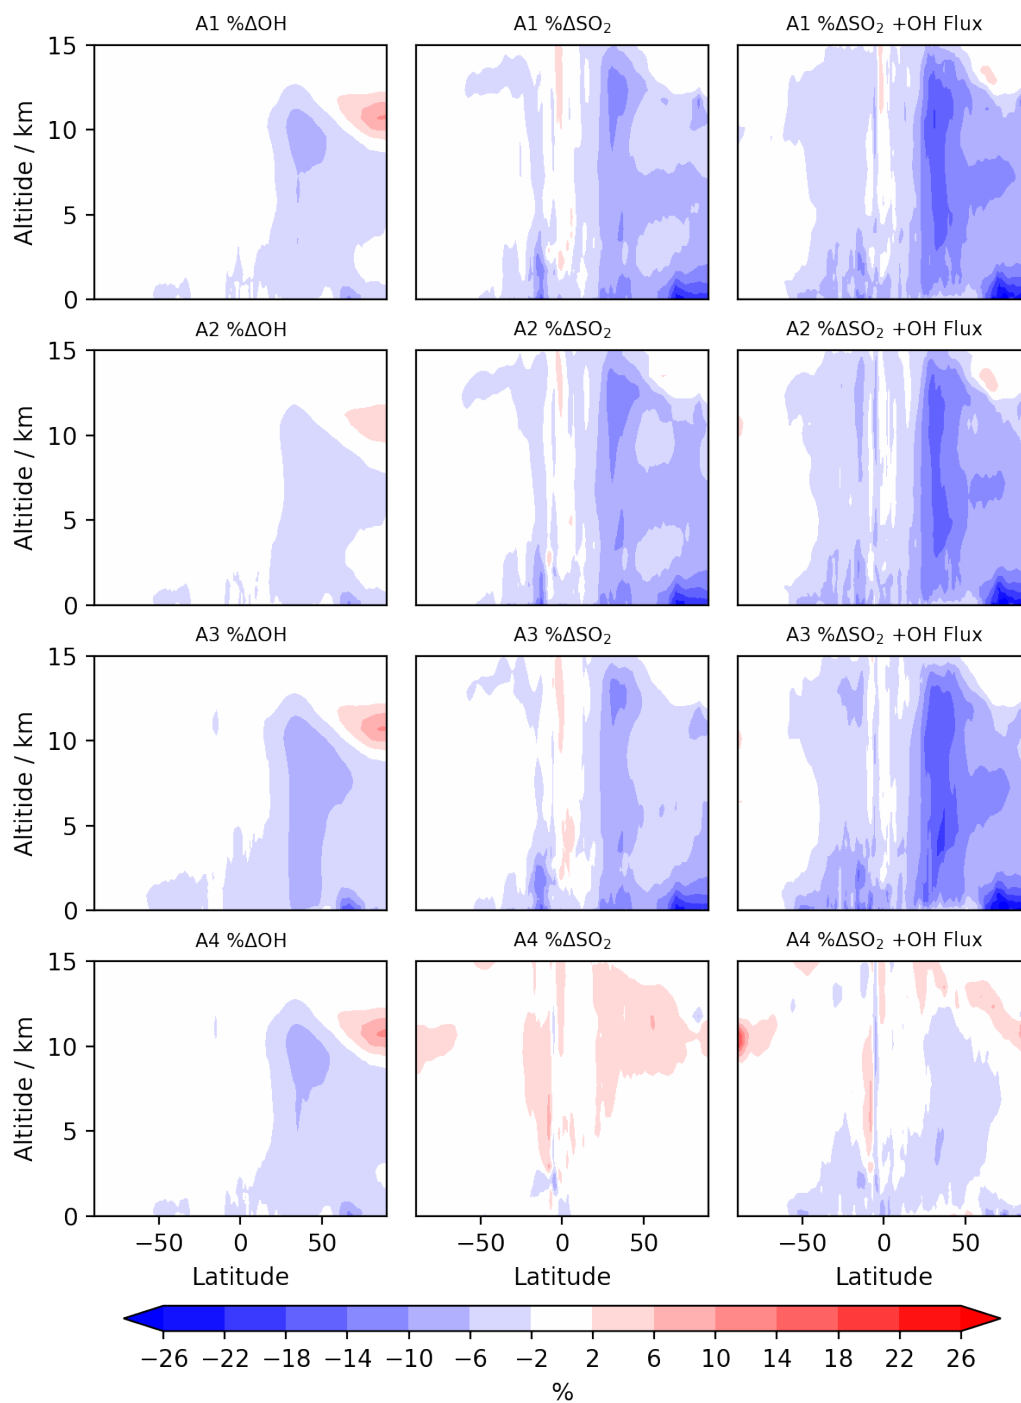 A1 %ΔOH
A1 %ΔSO₂
A1 %ΔSO₂ +OH Flux
15
10
5
0
Altitide / km
A2 %ΔOH
A2 %ΔSO₂
A2 %ΔSO₂ +OH Flux
15
10
5
0
Altitide / km
A3 %ΔOH
A3 %ΔSO₂
A3 %ΔSO₂ +OH Flux
15
10
5
0
Altitide / km
A4 %ΔOH
A4 %ΔSO₂
A4 %ΔSO₂ +OH Flux
15
10
5
0
Altitide / km
−50 0 50 −50 0 50 −50 0 50
Latitude Latitude Latitude
−26 −22 −18 −14 −10 −6 −2 2 6 10 14 18 22 26
%